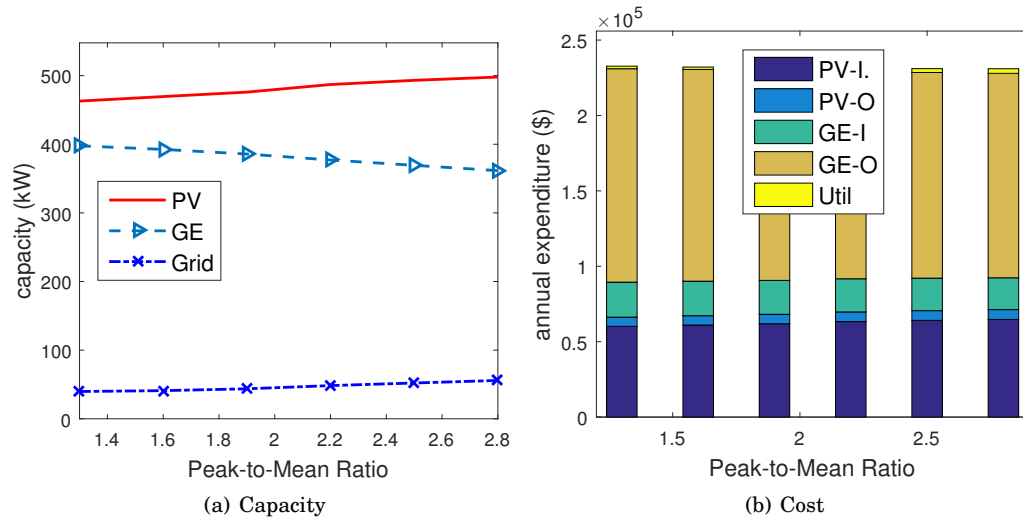 500
400
300
200
100
0
capacity (kW)
PV
GE
Grid
1.4 1.6 1.8 2 2.2 2.4 2.6 2.8
Peak-to-Mean Ratio
(a) Capacity
×10⁵
2.5
2
1.5
1
0.5
0
annual expenditure ($)
PV-I.
PV-O
GE-I
GE-O
Util
1.5 2 2.5
Peak-to-Mean Ratio
(b) Cost